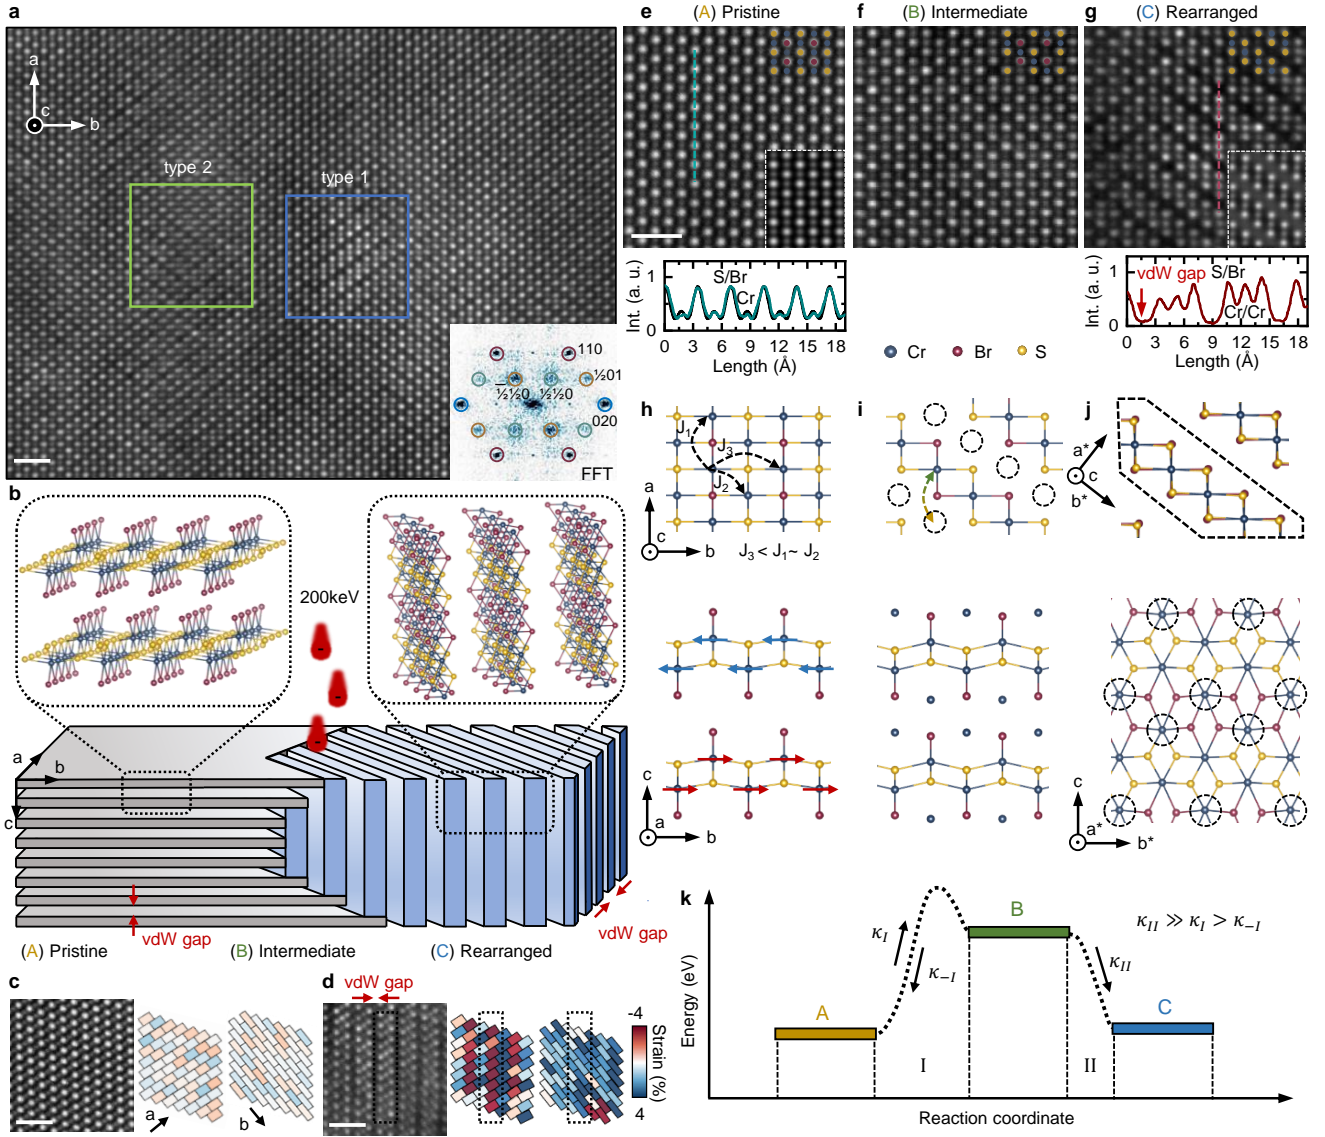 a
a
c
b
type 2
type 1
110
½01
½½0
½½0
020
FFT
e
(A) Pristine
f
(B) Intermediate
g
(C) Rearranged
1
0
Int. (a. u.)
S/Br
Cr
0 3 6 9 12 15 18
Length (Å)
1
0
Int. (a. u.)
vdW gap
S/Br
Cr/Cr
0 3 6 9 12 15 18
Length (Å)
Cr
Br
S
h
J₁
J₃
J₂
a
c
b
J₃ < J₁ ~ J₂
i
j
a*
c
b*
b
200keV
a
b
c
vdW gap
vdW gap
(A) Pristine
(B) Intermediate
(C) Rearranged
c
a
b
c
a*
b*
c
a
b
d
vdW gap
-4
Strain (%)
4
k
Energy (eV)
A
κI
κ−I
B
κII
C
κII ≫ κI > κ−I
I
II
Reaction coordinate